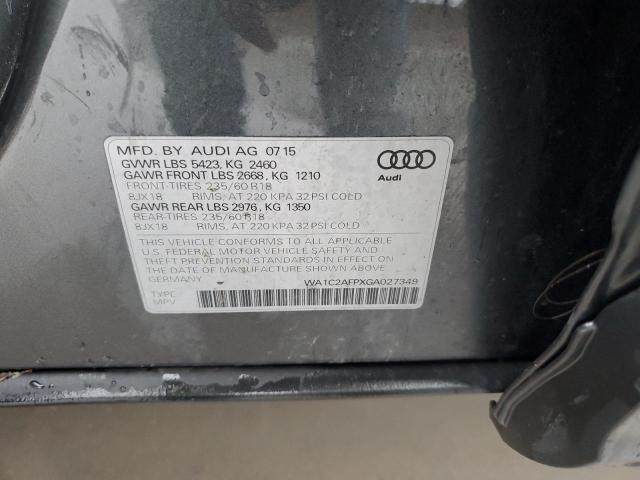 MFD. BY AUDI AG 0715
GVWR LBS 5423, KG 2460
GAWR FRONT LBS 2668, KG 1210
FRONT-TIRES 235/60 R18
8JX18 RIMS, AT 220 KPA 32 PSI COLD
GAWR REAR LBS 2976, KG 1350
REAR-TIRES 235/60 R18
8JX18 RIMS, AT 220 KPA 32 PSI COLD
Audi
THIS VEHICLE CONFORMS TO ALL APPLICABLE
U.S. FEDERAL MOTOR VEHICLE SAFETY AND
THEFT PREVENTION STANDARDS IN EFFECT ON THE
DATE OF MANUFACTURE SHOWN ABOVE.
TYPE: WA1C2AFPXGA027349
MPV